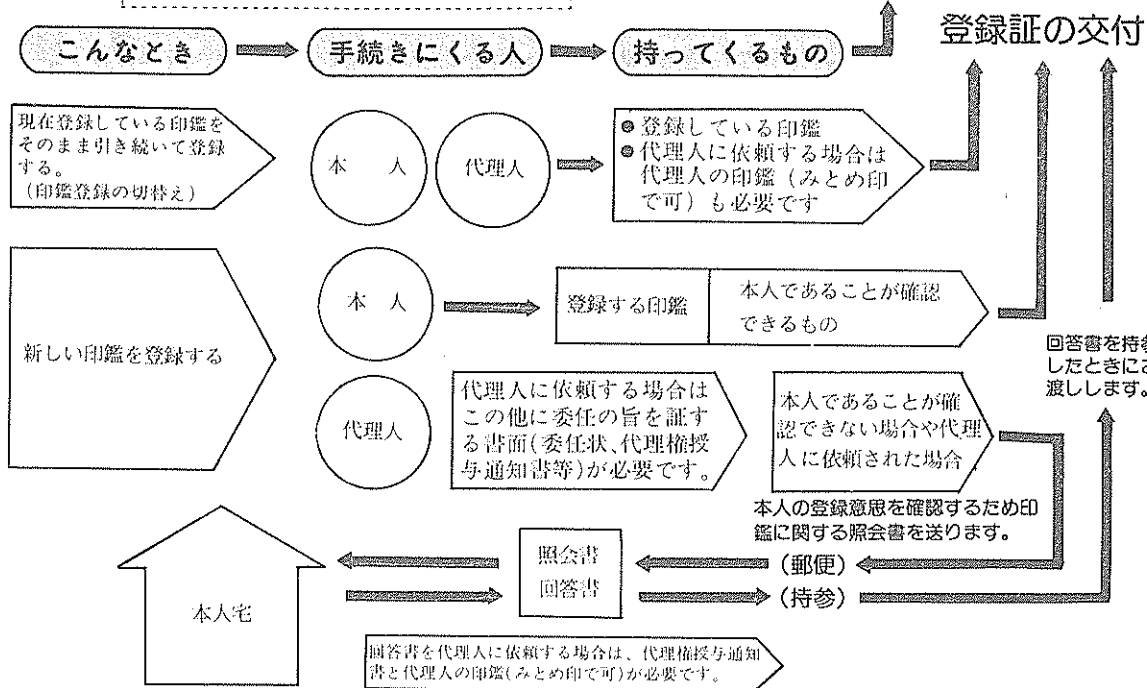 登録証の交付
こんなとき
手続きにくる人
持ってくるもの
現在登録している印鑑を
そのまま引き続いて登録
する。
(印鑑登録の切替え)
本 人
代理人
● 登録している印鑑
● 代理人に依頼する場合は
代理人の印鑑(みとめ印
で可)も必要です
新しい印鑑を登録する
本 人
登録する印鑑
本人であることが確認
できるもの
回答書を持参
したときにお
渡しします。
代理人
代理人に依頼する場合は
この他に委任の旨を証す
る書面(委任状、代理権授
与通知書等)が必要です。
本人であることが確
認できない場合や代理
人に依頼された場合
本人の登録意思を確認するため印
鑑に関する照会書を送ります。
本人宅
照会書
回答書
(郵便)
(持参)
回答書を代理人に依頼する場合は、代理権授与通知
書と代理人の印鑑(みとめ印で可)が必要です。